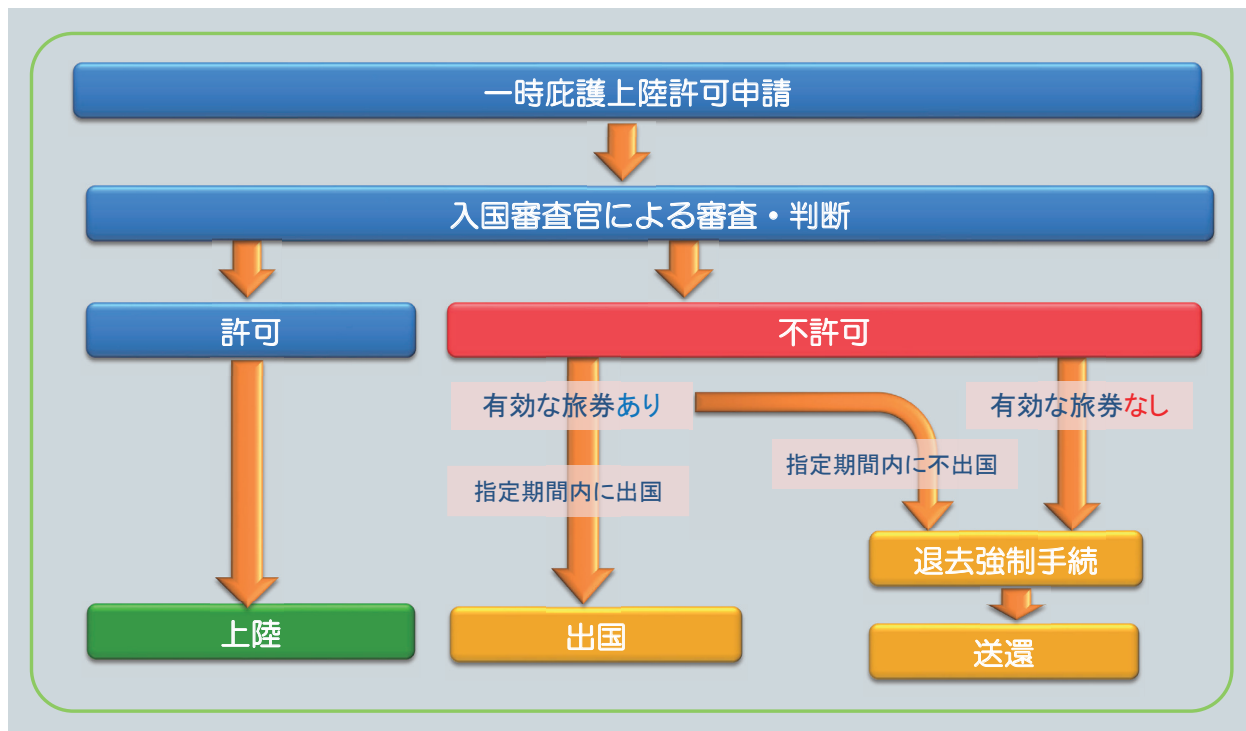 一時庇護上陸許可申請
入国審査官による審査・判断
許可
不許可
有効な旅券あり
有効な旅券なし
指定期間内に不出国
指定期間内に出国
退去強制手続
上陸
出国
送還